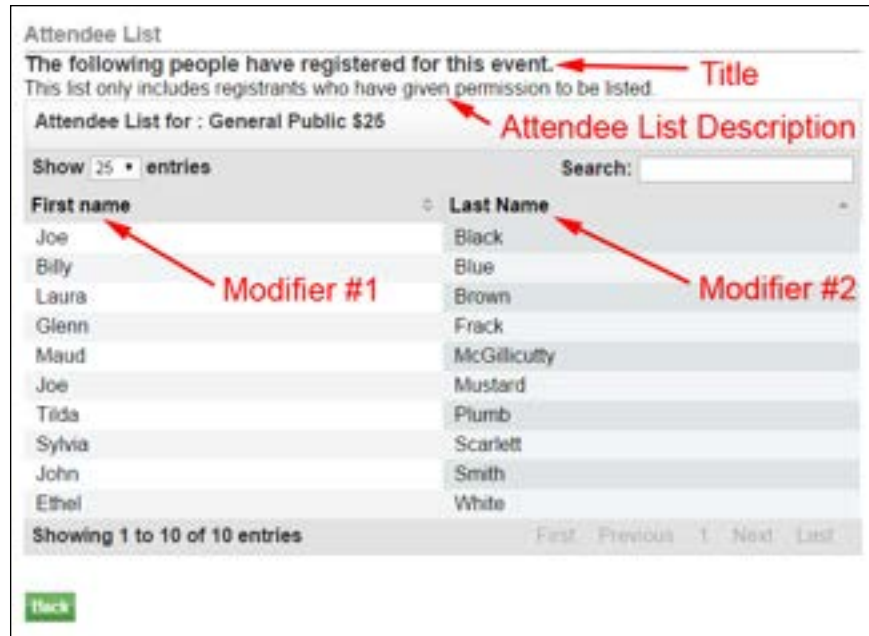 Attendee List
The following people have registered for this event. Title
This list only includes registrants who have given permission to be listed.
Attendee List for : General Public $25 Attendee List Description
Show 25 entries Search:
First name Last Name
Joe Black
Billy Blue
Laura Modifier #1 Brown Modifier #2
Glenn Frack
Maud McGillicutty
Joe Mustard
Tilda Plumb
Sylvia Scarlett
John Smith
Ethel White
Showing 1 to 10 of 10 entries First Previous 1 Next Last
Back